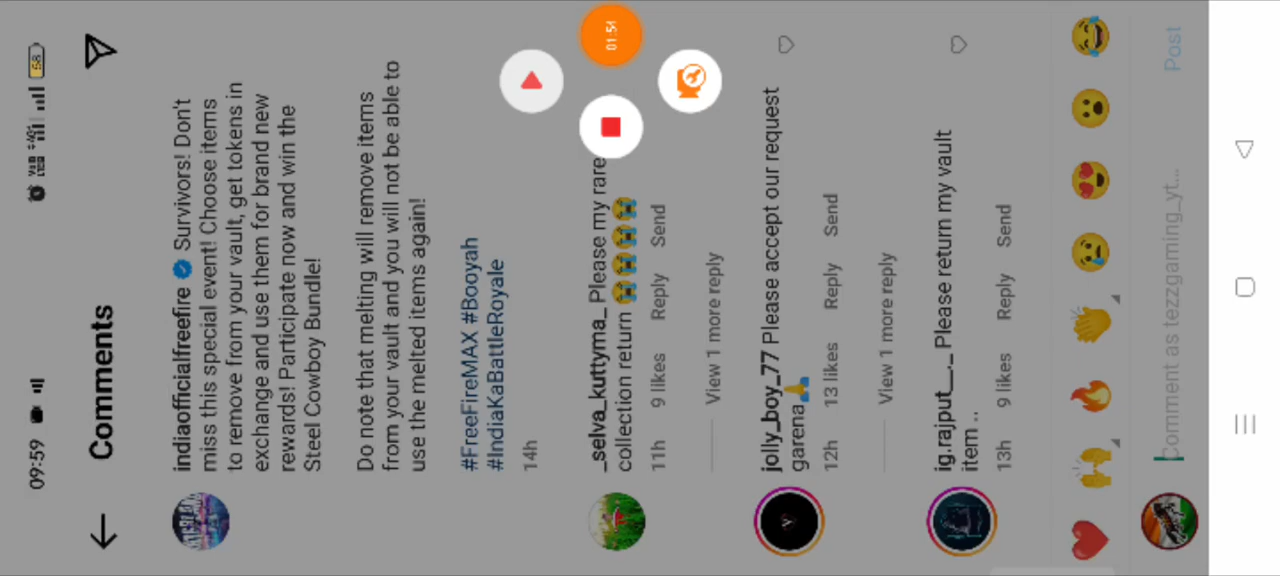 09:59
58
Comments
indiaofficialfreefire Survivors! Don't
miss this special event! Choose items
to remove from your vault, get tokens in
exchange and use them for brand new
rewards! Participate now and win the
Steel Cowboy Bundle!
Do note that melting will remove items
from your vault and you will not be able to
use the melted items again!
#FreeFireMAX #Booyah
#IndiaKaBattleRoyale
14h
01:54
_selva_kuttyma_ Please my rare
collection return 😭😭😭😭
11h 9 likes Reply Send
View 1 more reply
jolly_boy_77 Please accept our request
garena🙏
12h 13 likes Reply Send
View 1 more reply
Please return my vault
item ..
13h 9 likes Reply Send
❤️ 🙌 🔥 👏 😢 😍 😮 😂
Comment as tezzgaming_yt... Post